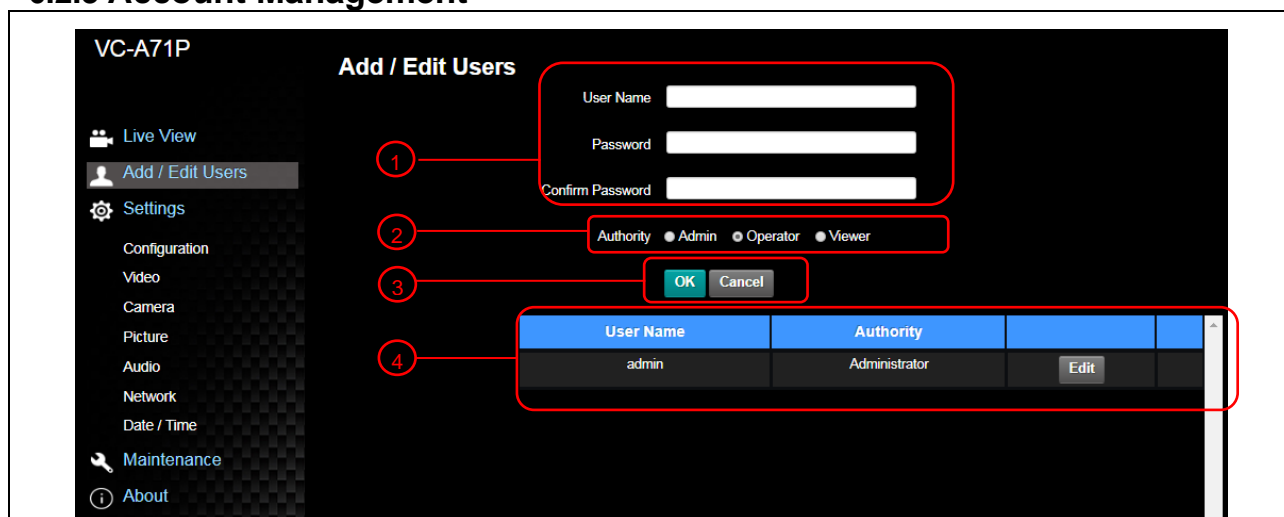 Account Management
VC-A71P
Add / Edit Users
Live View
Add / Edit Users
Settings
Configuration
Video
Camera
Picture
Audio
Network
Date / Time
Maintenance
About
1
User Name
Password
Confirm Password
2
Authority Admin Operator Viewer
3
OK Cancel
4
User Name Authority
admin Administrator Edit